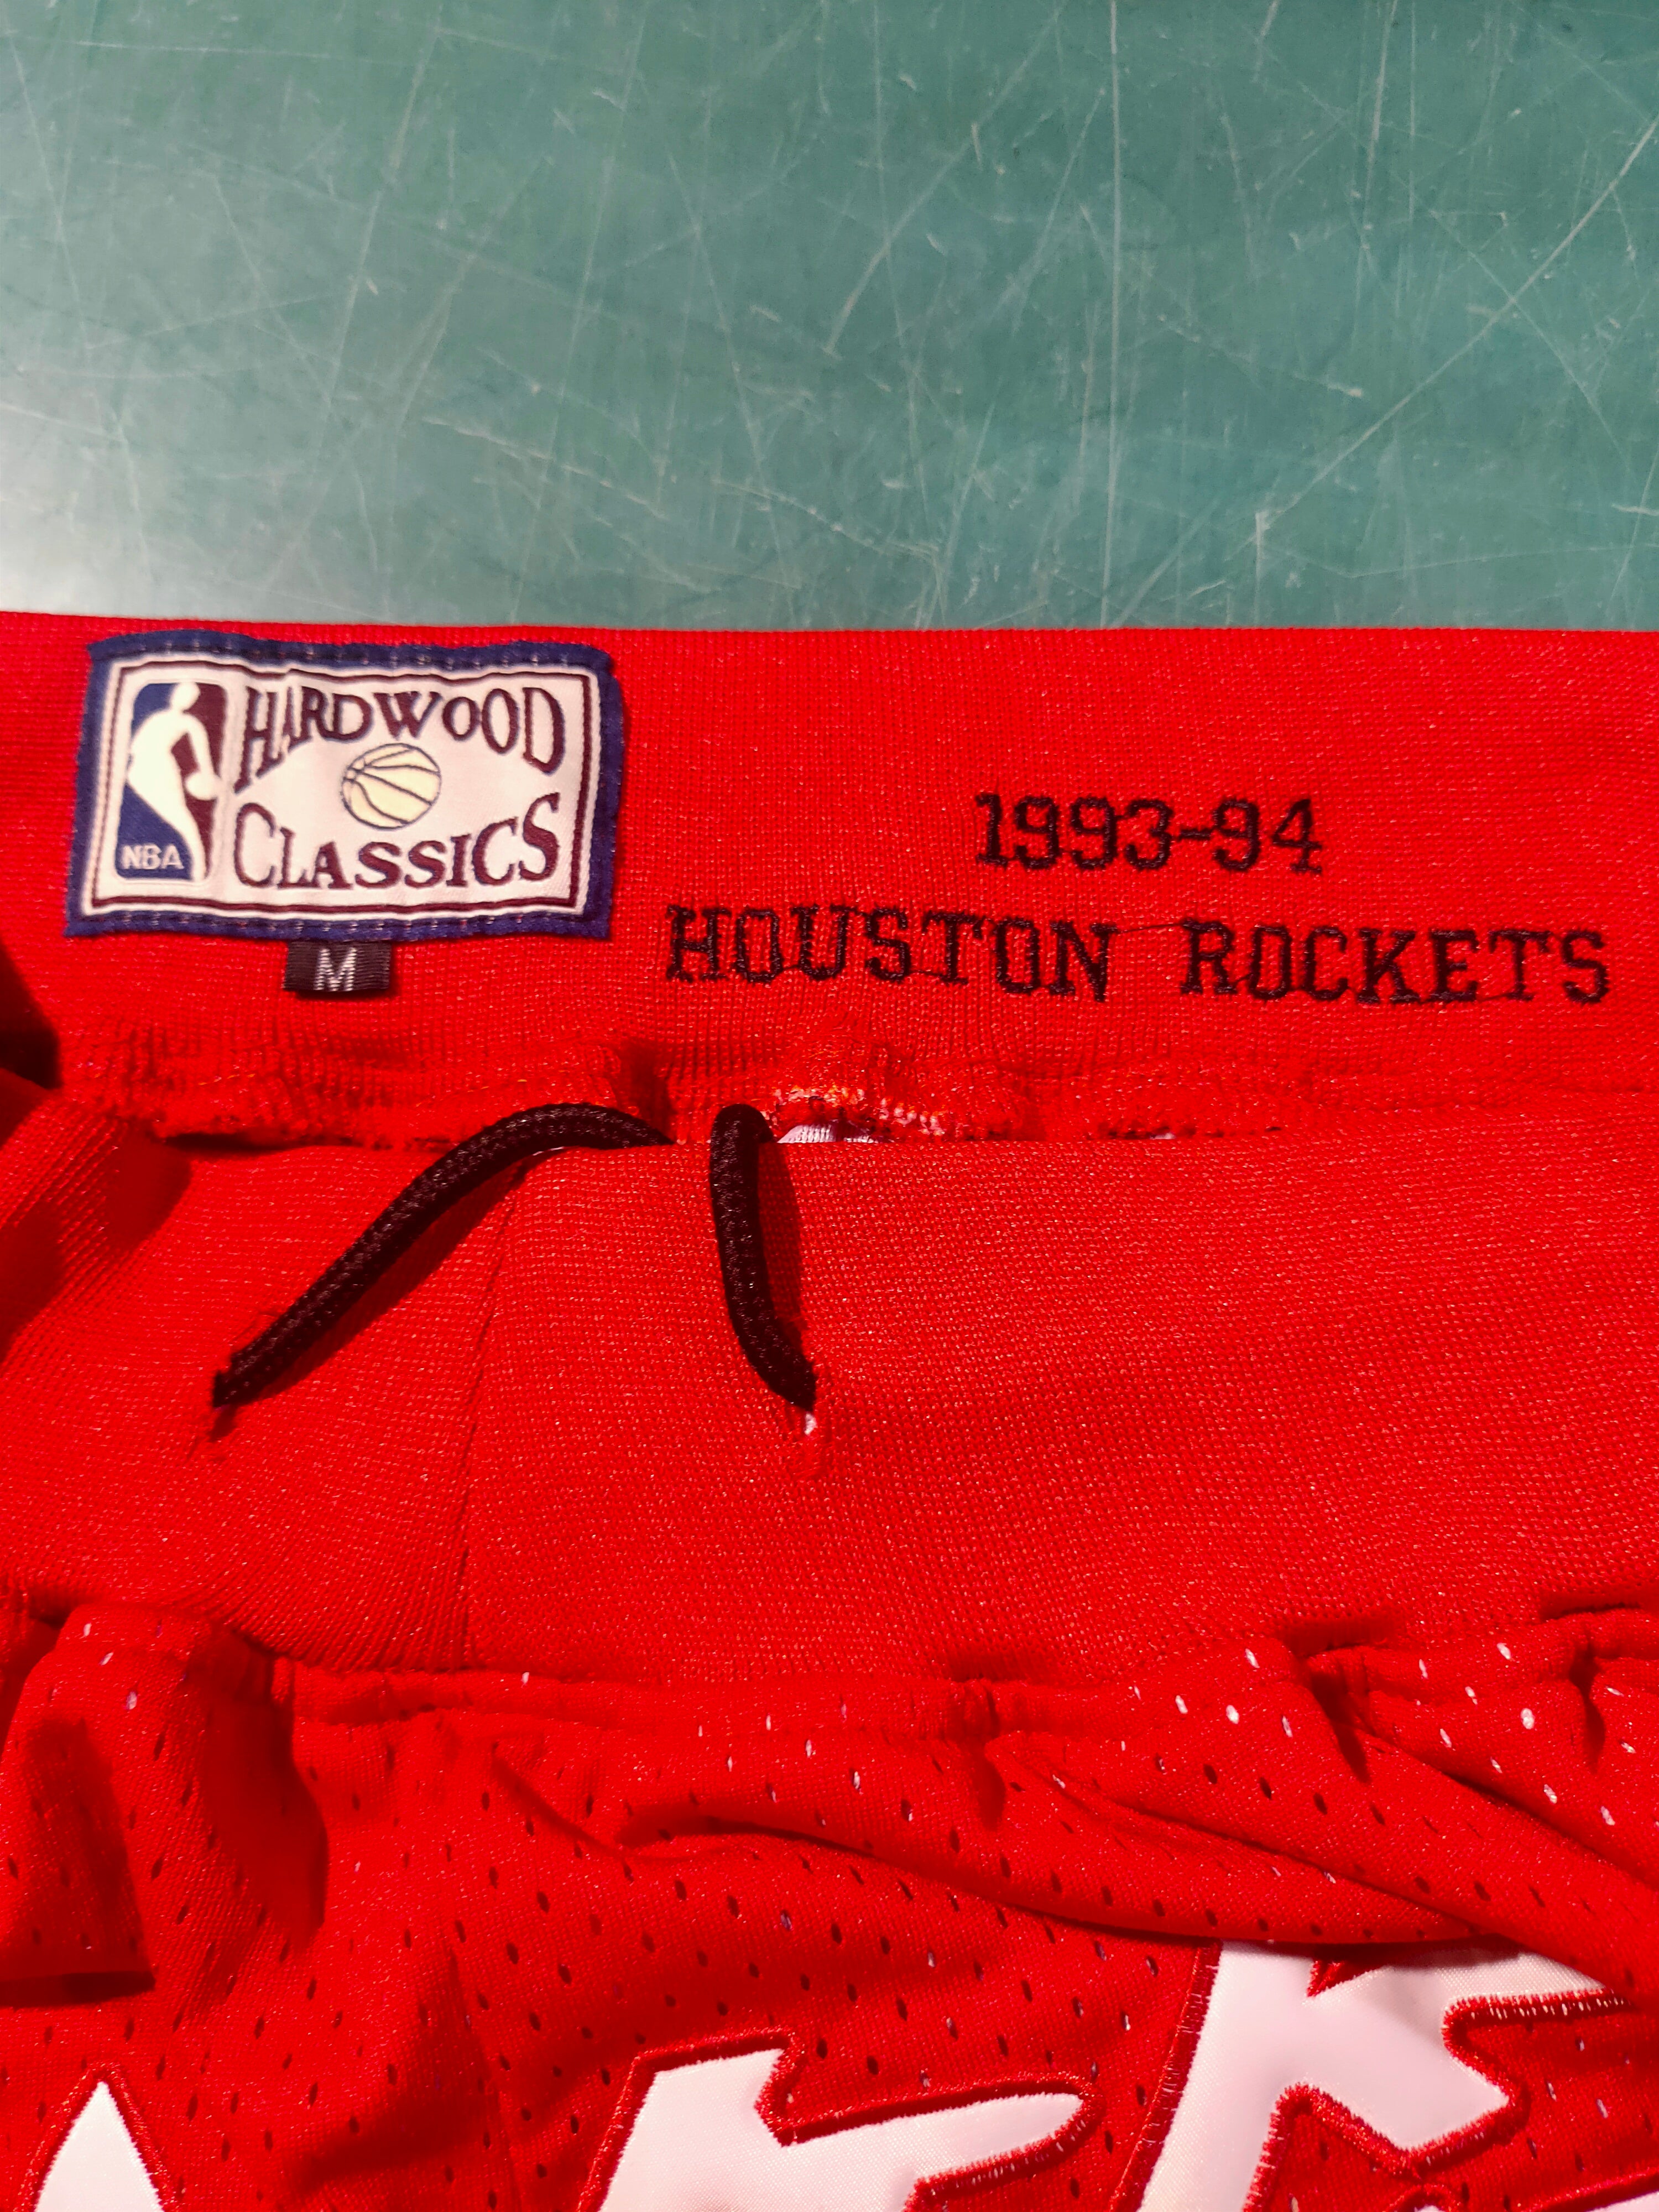 HARDWOOD
CLASSICS
NBA
M
1993-94
HOUSTON ROCKETS